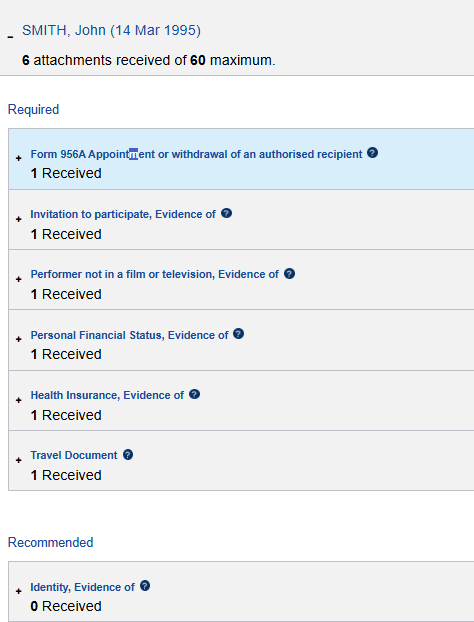 - SMITH, John (14 Mar 1995)
6 attachments received of 60 maximum.
Required
+ Form 956A Appointment or withdrawal of an authorised recipient ?
1 Received
+ Invitation to participate, Evidence of ?
1 Received
+ Performer not in a film or television, Evidence of ?
1 Received
+ Personal Financial Status, Evidence of ?
1 Received
+ Health Insurance, Evidence of ?
1 Received
+ Travel Document ?
1 Received
Recommended
+ Identity, Evidence of ?
0 Received